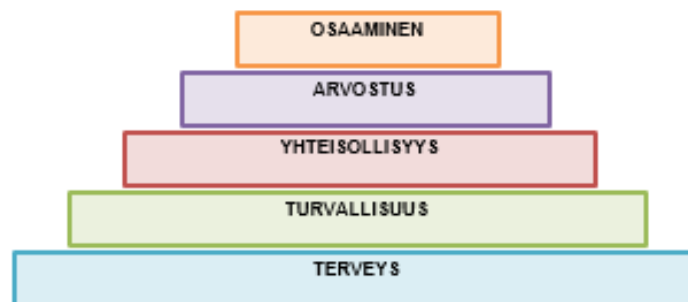 OSAAMINEN
ARVOSTUS
YHTEISOLLISYYS
TURVALLISUUS
TERVEYS